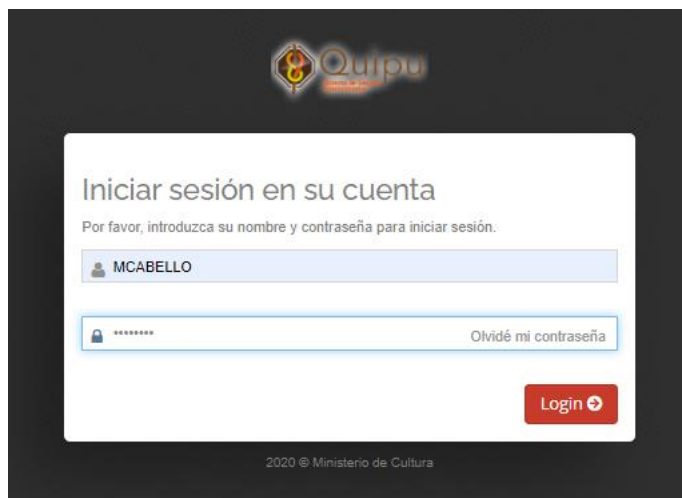 Quipu
Iniciar sesión en su cuenta
Por favor, introduzca su nombre y contraseña para iniciar sesión.
MCABELLO
******** Olvidé mi contraseña
Login
2020 © Ministerio de Cultura